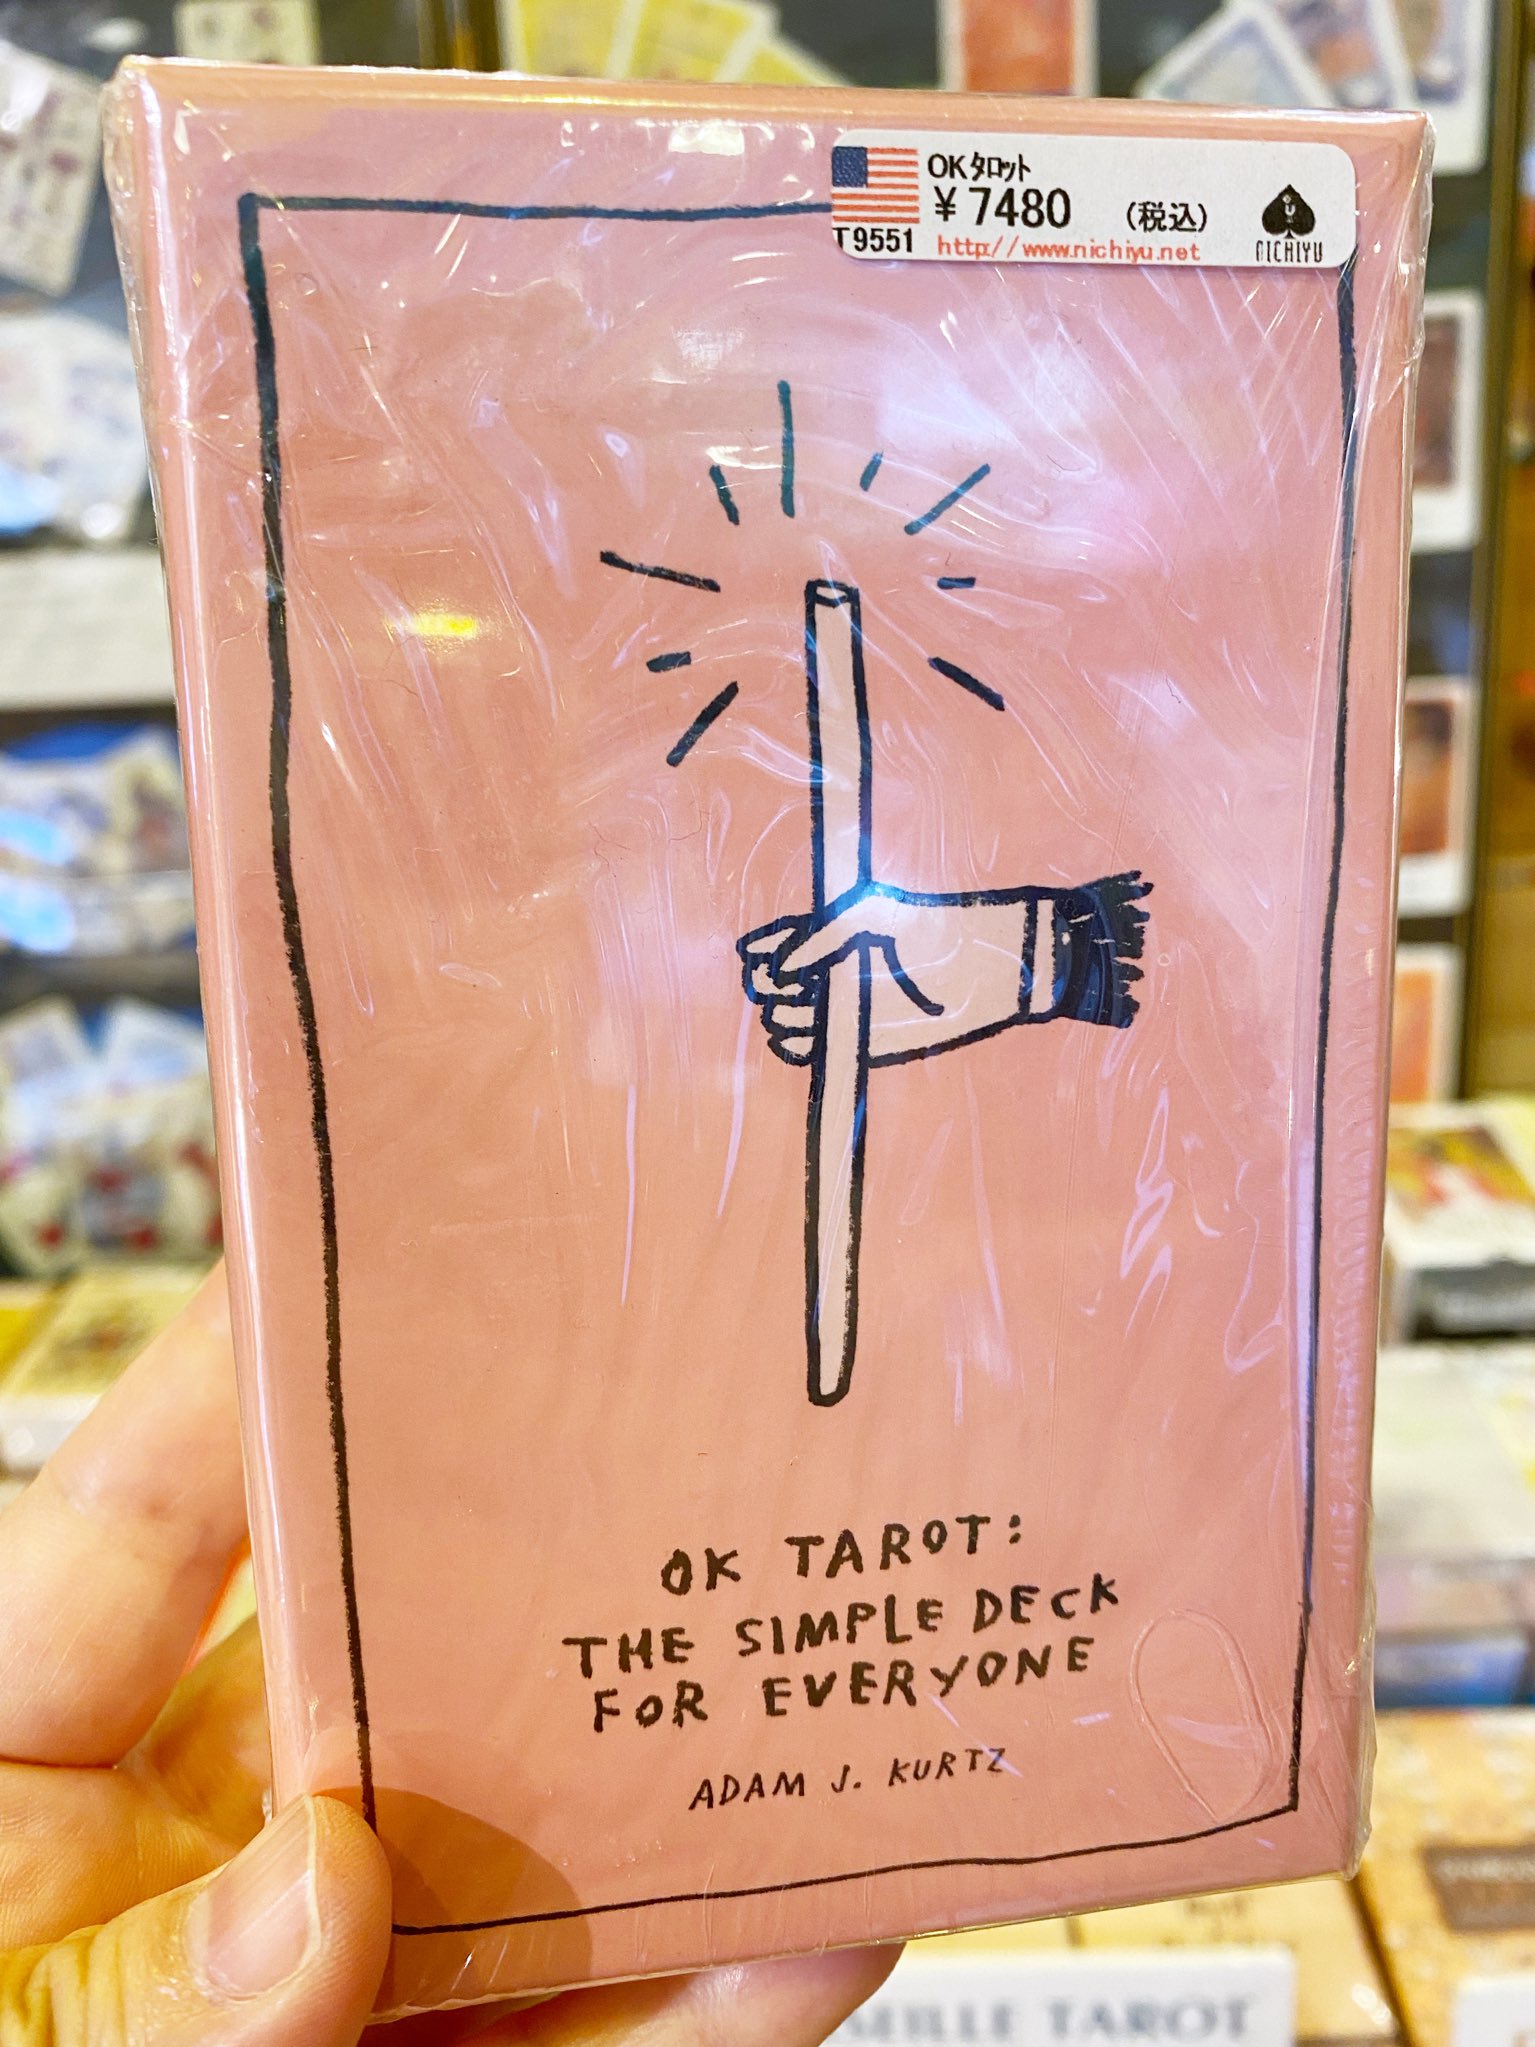 OKタロット
¥7480 (税込)
T9551 http://www.nichiyu.net
NICHIYU
OK TAROT:
THE SIMPLE DECK
FOR EVERYONE
ADAM J. KURTZ
TAROT